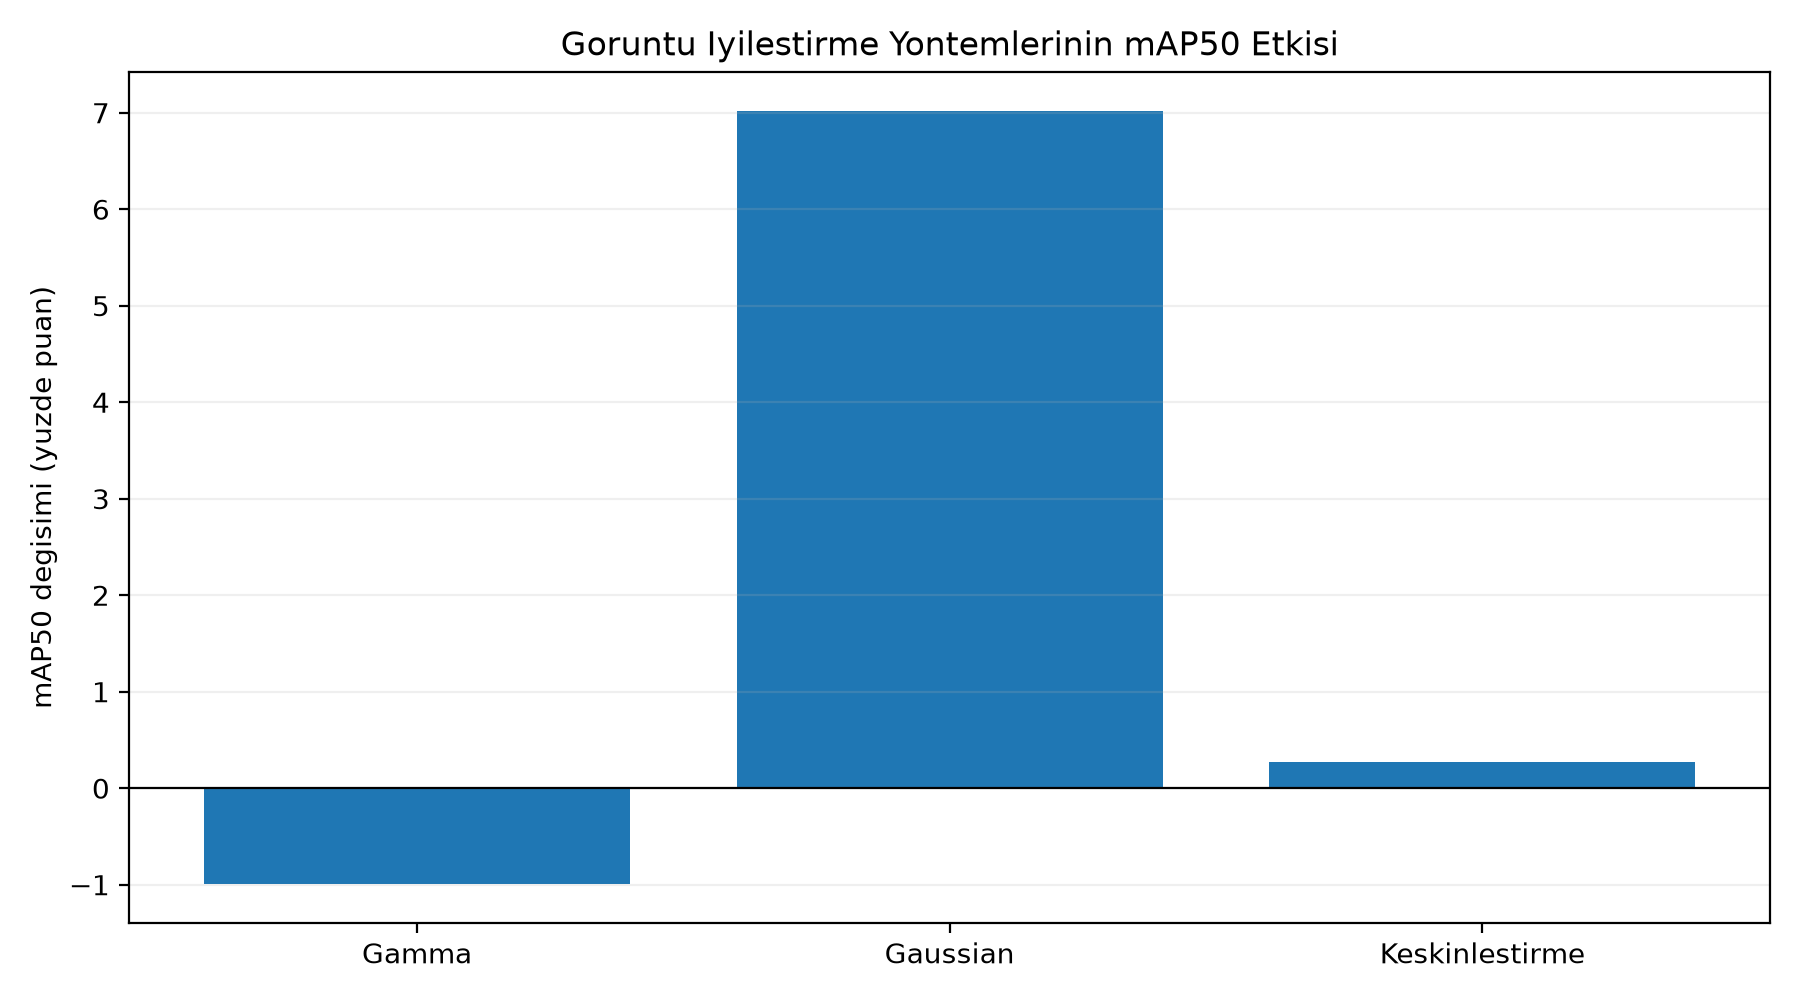 Goruntu Iyilestirme Yontemlerinin mAP50 Etkisi
mAP50 degisimi (yuzde puan)
7
6
5
4
3
2
1
0
−1
Gamma
Gaussian
Keskinlestirme